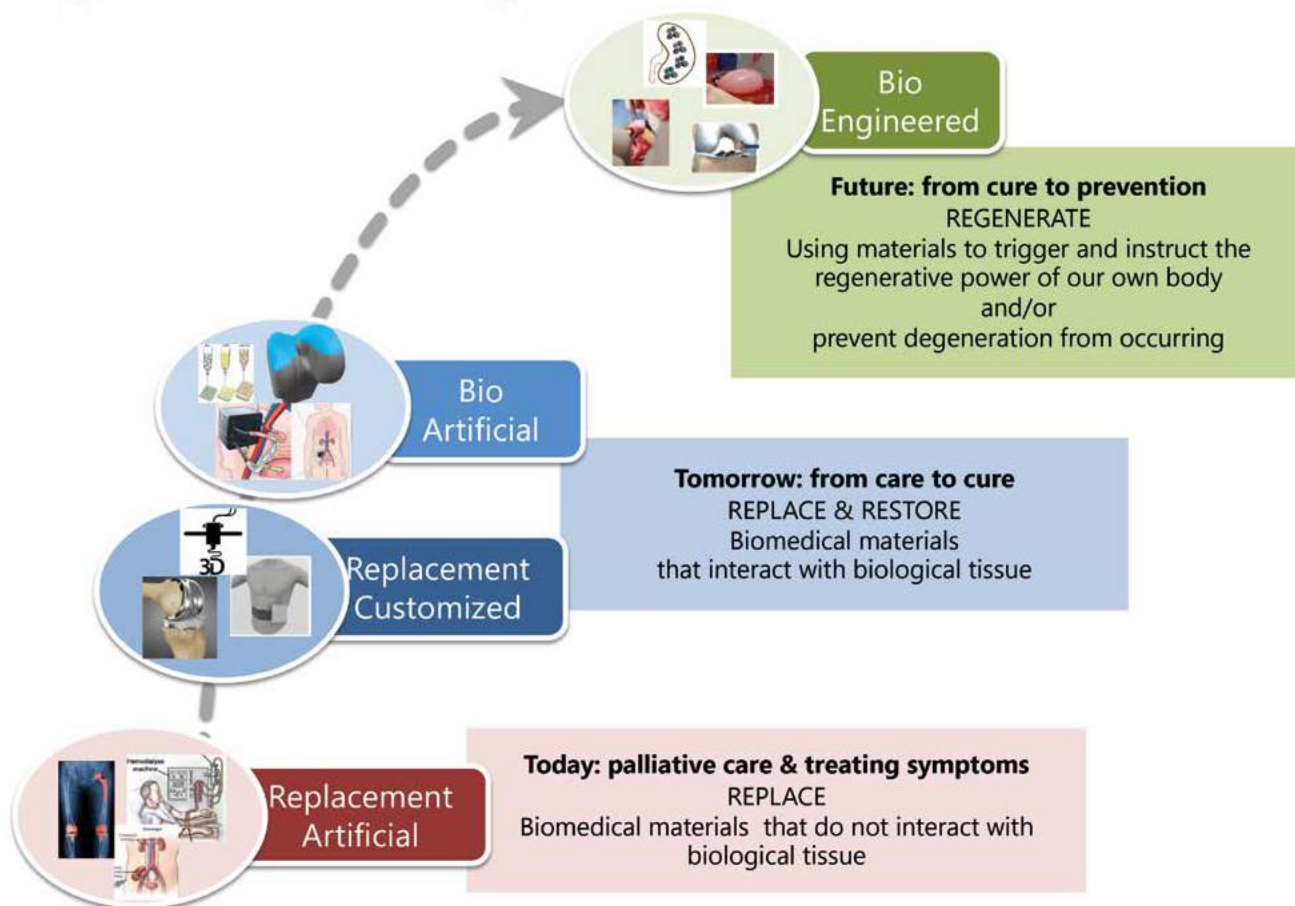 Bio
Engineered
Future: from cure to prevention
REGENERATE
Using materials to trigger and instruct the
regenerative power of our own body
and/or
prevent degeneration from occurring
Bio
Artificial
Tomorrow: from care to cure
REPLACE & RESTORE
Biomedical materials
that interact with biological tissue
3D
Replacement
Customized
Today: palliative care & treating symptoms
REPLACE
Biomedical materials that do not interact with
biological tissue
Hemodialyse
machine
Replacement
Artificial